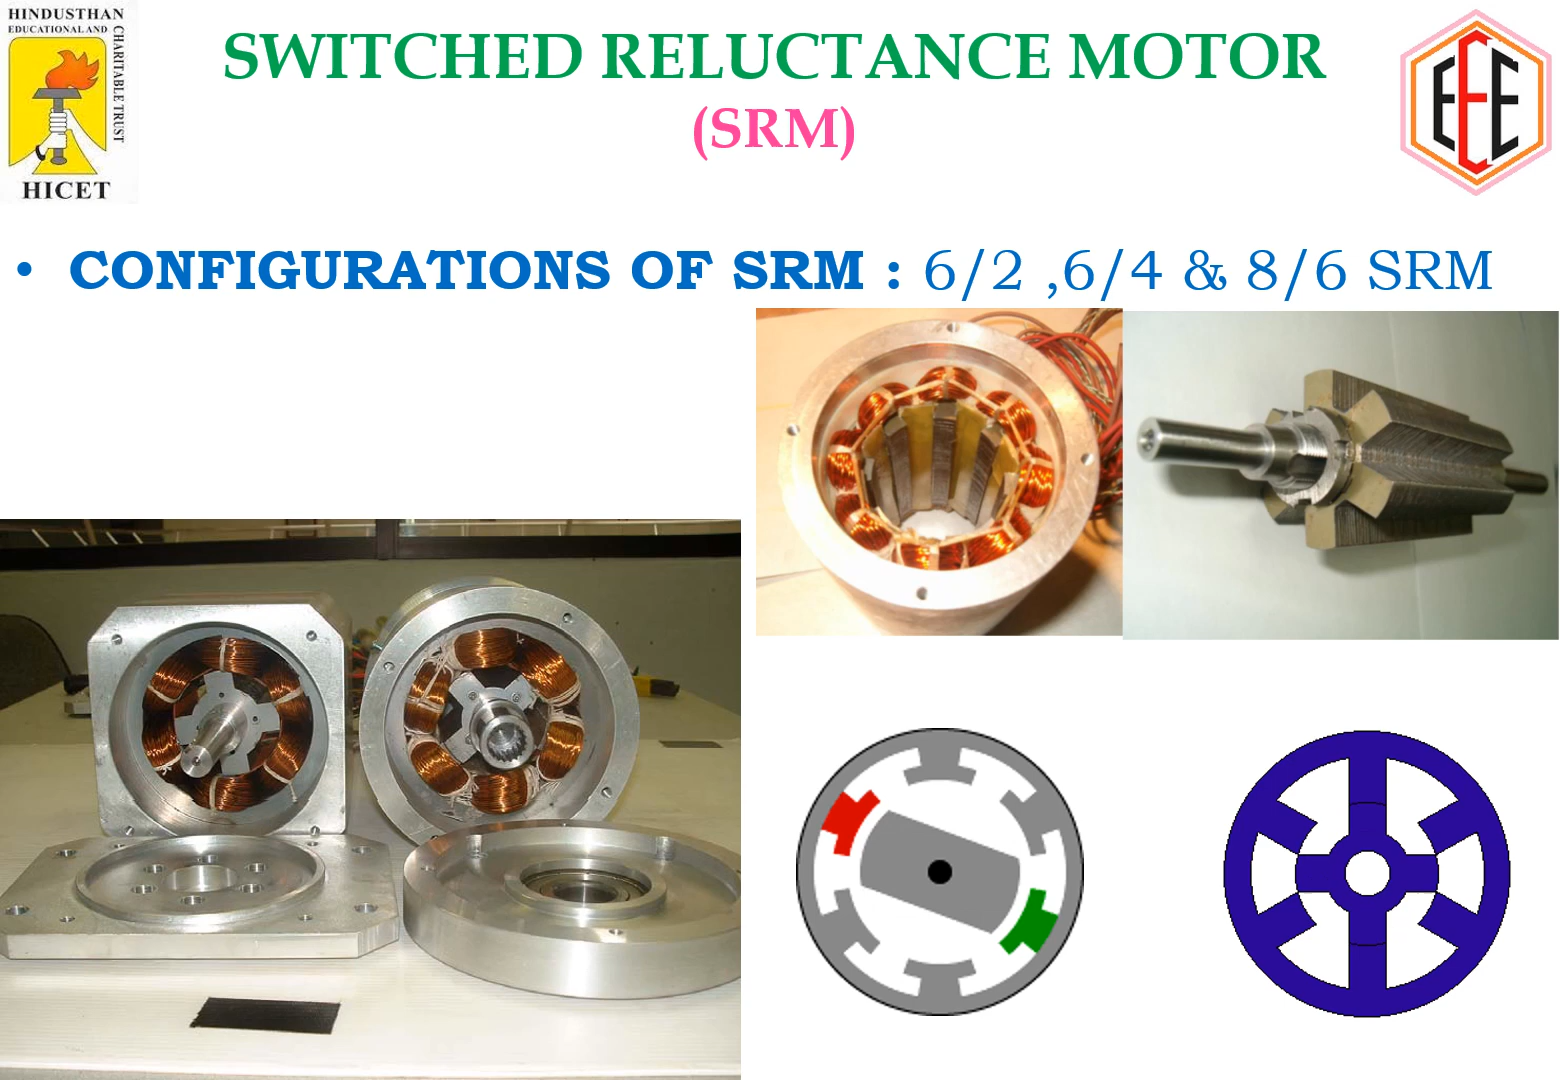 HINDUSTHAN
EDUCATIONAL AND
CHARITABLE TRUST
HICET
SWITCHED RELUCTANCE MOTOR
(SRM)
EEE
• CONFIGURATIONS OF SRM : 6/2 ,6/4 & 8/6 SRM